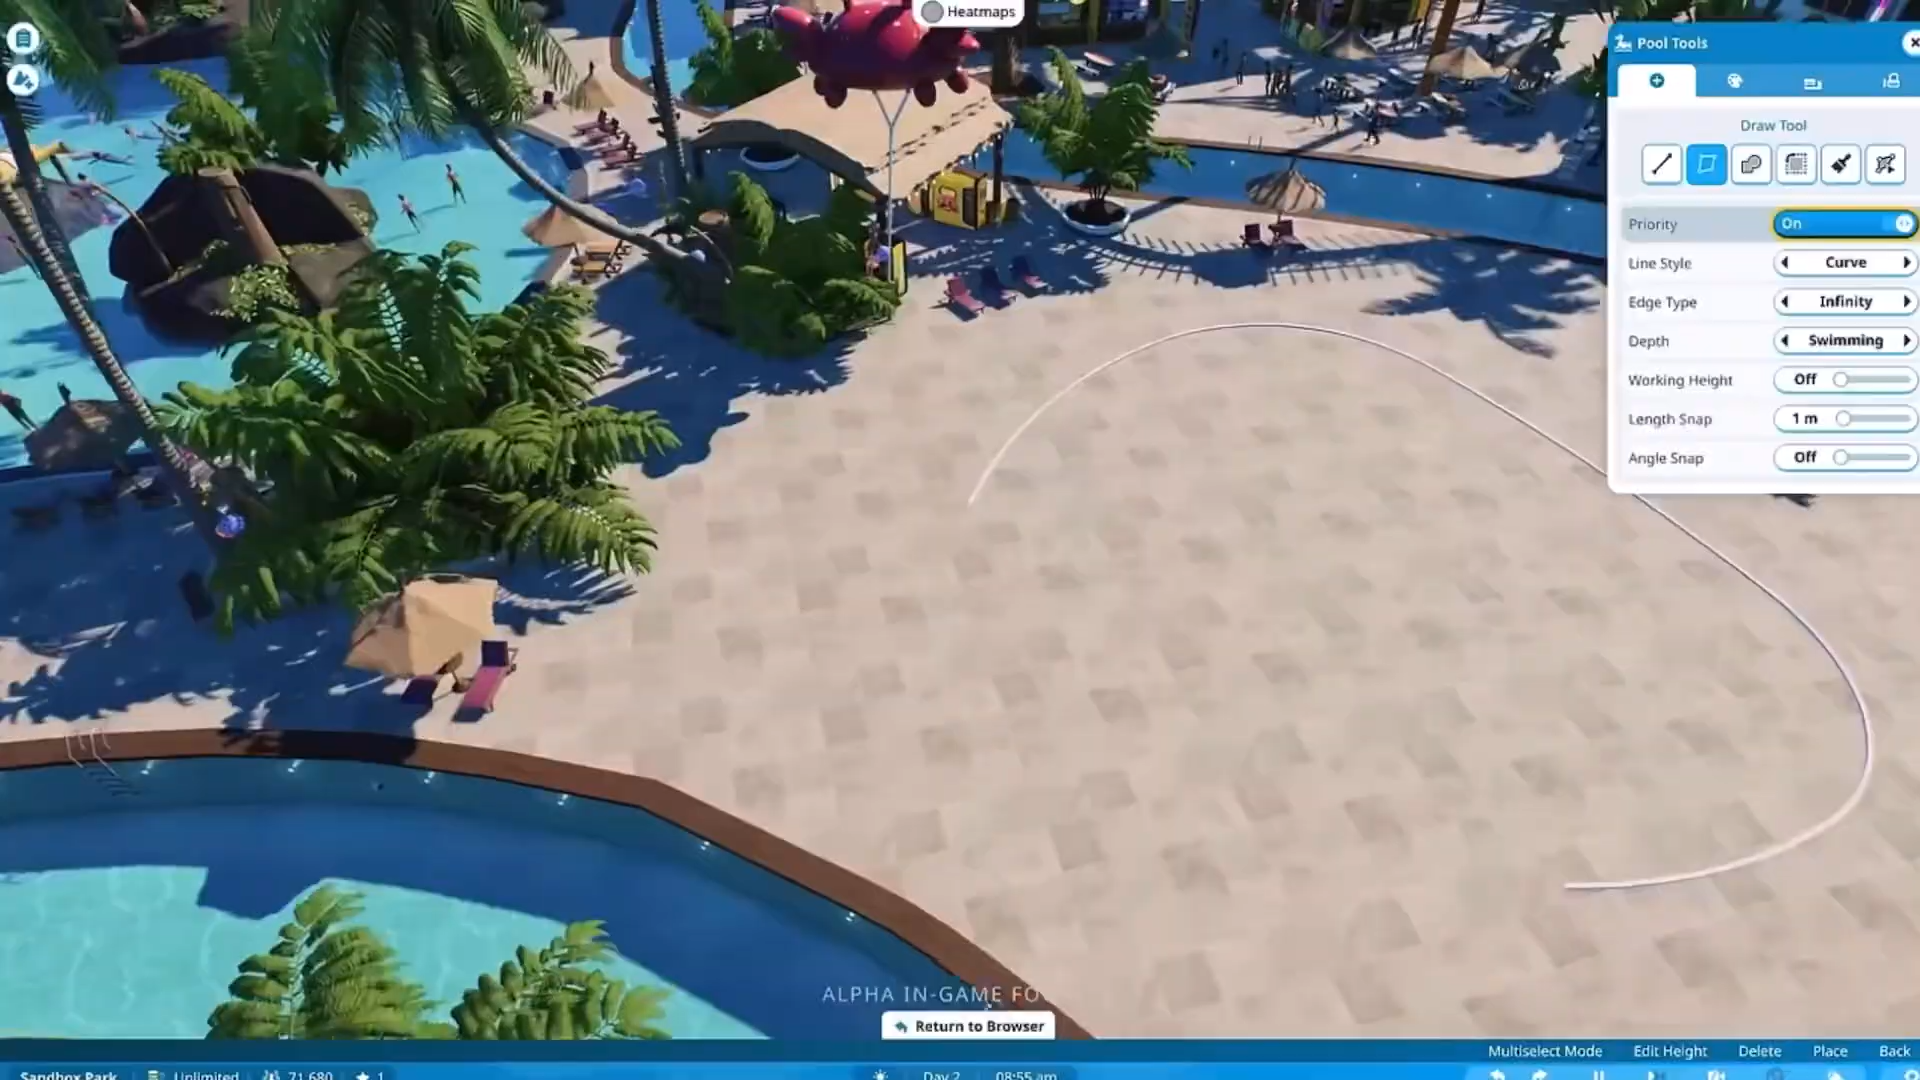 Heatmaps
Pool Tools
Draw Tool
Priority On
Line Style Curve
Edge Type Infinity
Depth Swimming
Working Height Off
Length Snap 1 m
Angle Snap Off
ALPHA IN-GAME FO
Return to Browser
Multiselect Mode Edit Height Delete Place Back
Sandbox Park Unlimited 71,680 1 Day 2 08:55 am